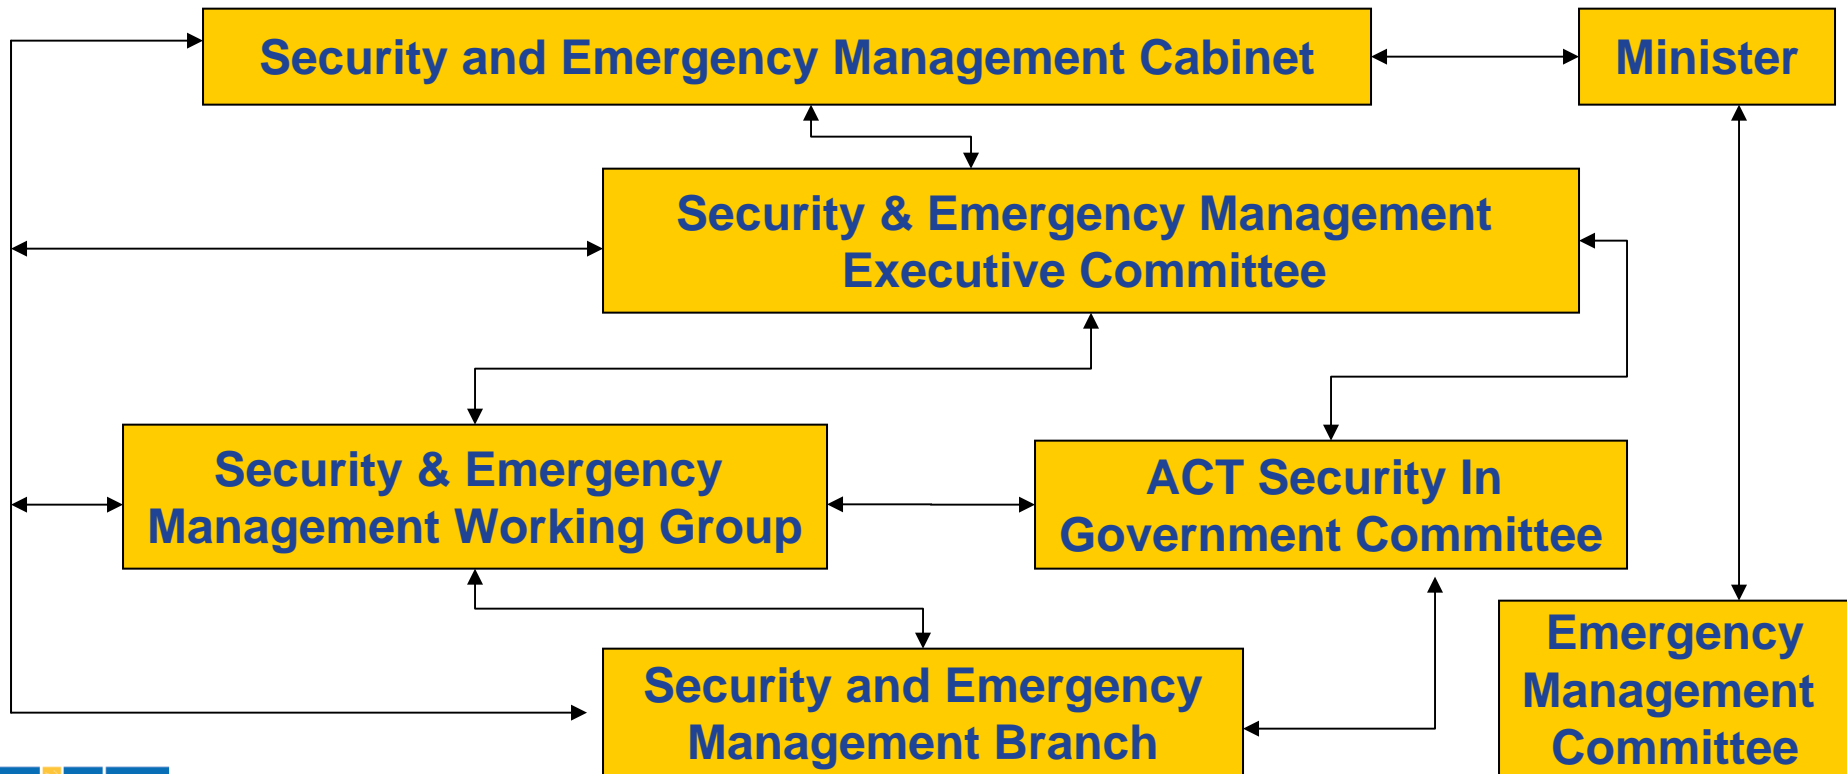 Security and Emergency Management Cabinet
Minister
Security & Emergency Management
Executive Committee
Security & Emergency
Management Working Group
ACT Security In
Government Committee
Security and Emergency
Management Branch
Emergency
Management
Committee